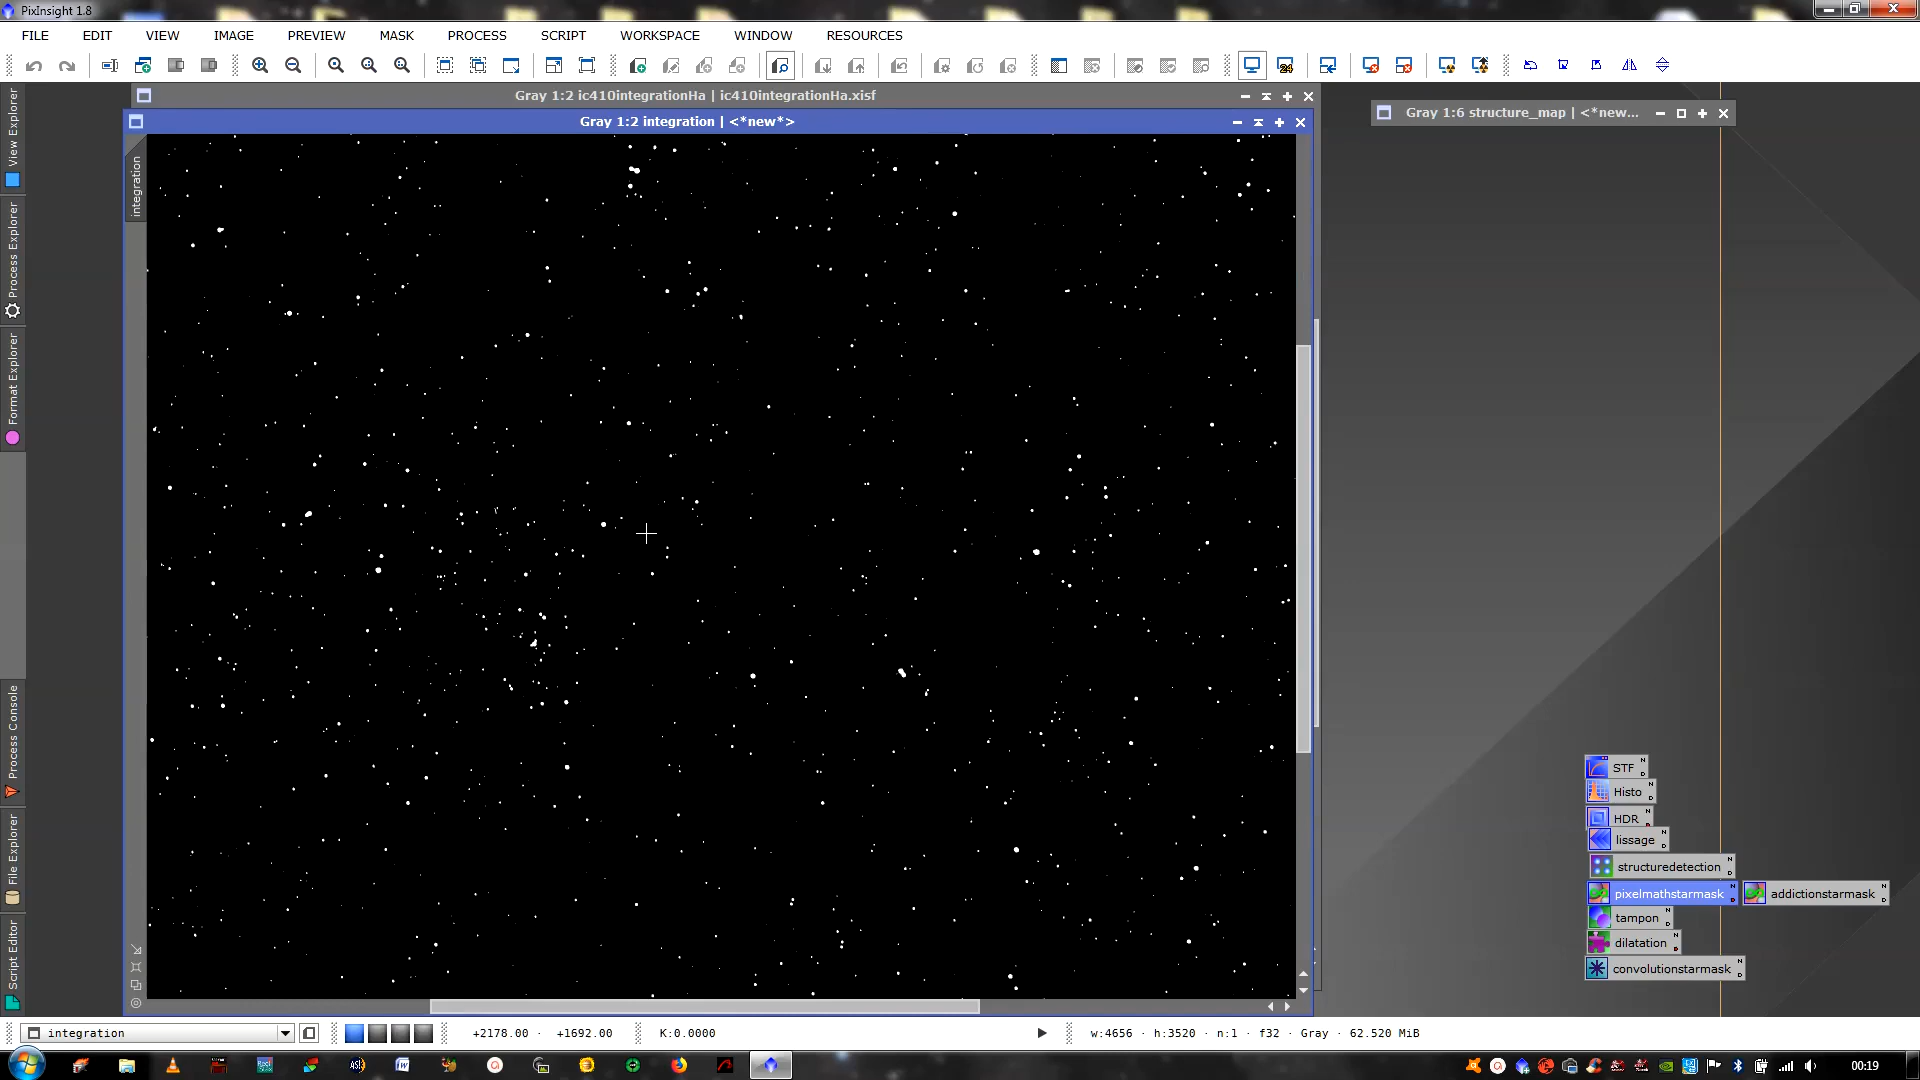 PixInsight 1.8
FILE EDIT VIEW IMAGE PREVIEW MASK PROCESS SCRIPT WORKSPACE WINDOW RESOURCES
Gray 1:2 ic410integrationHa | ic410integrationHa.xisf
Gray 1:2 integration | <*new*>
Gray 1:6 structure_map | <*new...
integration
View Explorer
Process Explorer
Format Explorer
Process Console
File Explorer
Script Editor
STF
Histo
HDR
lissage
structuredetection
pixelmathstarmask addictionstarmask
tampon
dilatation
convolutionstarmask
integration +2178.00 · +1692.00 K:0.0000 w:4656 · h:3520 · n:1 · f32 · Gray · 62.520 MiB
00:19